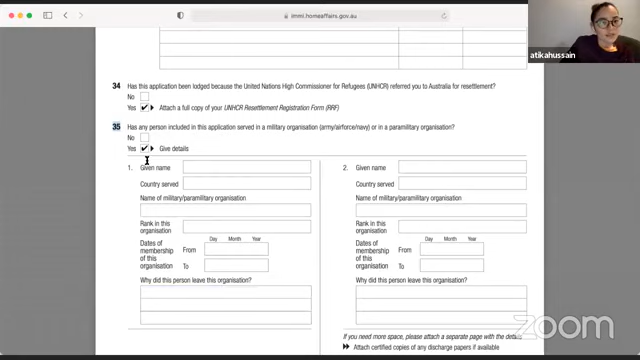 immi.homeaffairs.gov.au
atikahussain
34 Has this application been lodged because the United Nations High Commissioner for Refugees (UNHCR) referred you to Australia for resettlement?
No
Yes ✔ Attach a full copy of your UNHCR Resettlement Registration Form (RRF)
35 Has any person included in this application served in a military organisation (army/airforce/navy) or in a paramilitary organisation?
No
Yes ✔ Give details
1. Given name
Country served
Name of military/paramilitary organisation
Rank in this organisation
Day Month Year
Dates of membership of this organisation
From
To
Why did this person leave this organisation?
2. Given name
Country served
Name of military/paramilitary organisation
Rank in this organisation
Day Month Year
Dates of membership of this organisation
From
To
Why did this person leave this organisation?
If you need more space, please attach a separate page with the details
Attach certified copies of any discharge papers if available
zoom